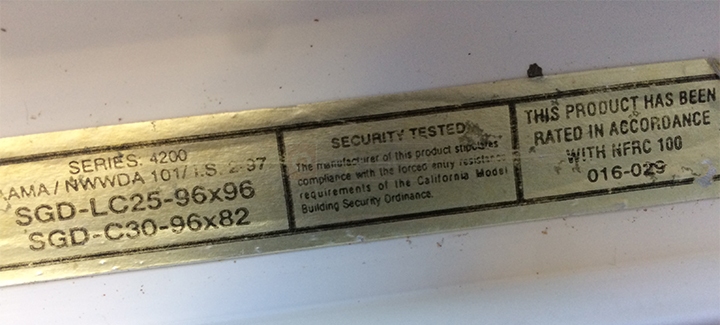 SERIES: 4200
AAMA/NWWDA 101/I.S. 2-97
SGD-LC25-96x96
SGD-C30-96x82
SECURITY TESTED
The manufacturer of this product stipulates
compliance with the forced entry resistance
requirements of the California Model
Building Security Ordinance.
THIS PRODUCT HAS BEEN
RATED IN ACCORDANCE
WITH NFRC 100
016-029